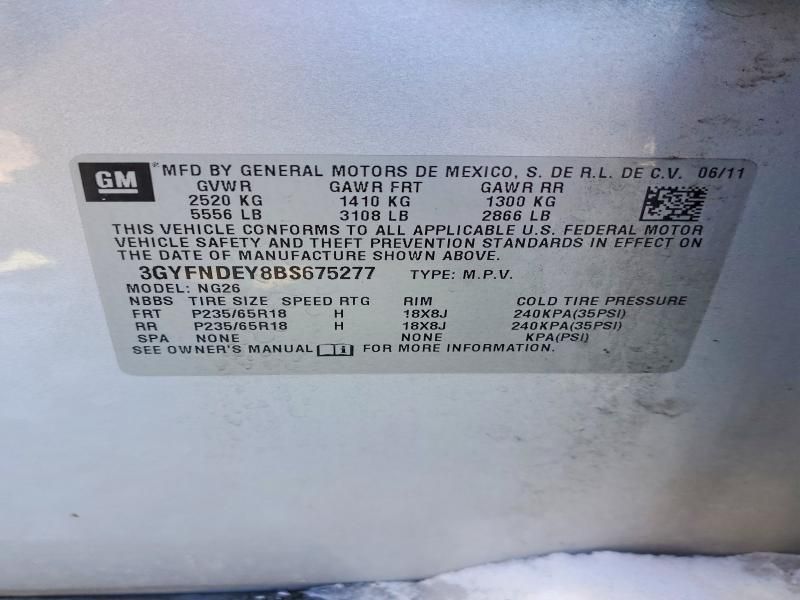 GM ® MFD BY GENERAL MOTORS DE MEXICO, S. DE R.L. DE C.V. 06/11
GVWR GAWR FRT GAWR RR
2520 KG 1410 KG 1300 KG
5556 LB 3108 LB 2866 LB
THIS VEHICLE CONFORMS TO ALL APPLICABLE U.S. FEDERAL MOTOR
VEHICLE SAFETY AND THEFT PREVENTION STANDARDS IN EFFECT ON
THE DATE OF MANUFACTURE SHOWN ABOVE.
3GYFNDEY8BS675277 TYPE: M.P.V.
MODEL: NG26
NBBS TIRE SIZE SPEED RTG RIM COLD TIRE PRESSURE
FRT P235/65R18 H 18X8J 240KPA(35PSI)
RR P235/65R18 H 18X8J 240KPA(35PSI)
SPA NONE NONE KPA(PSI)
SEE OWNER'S MANUAL FOR MORE INFORMATION.